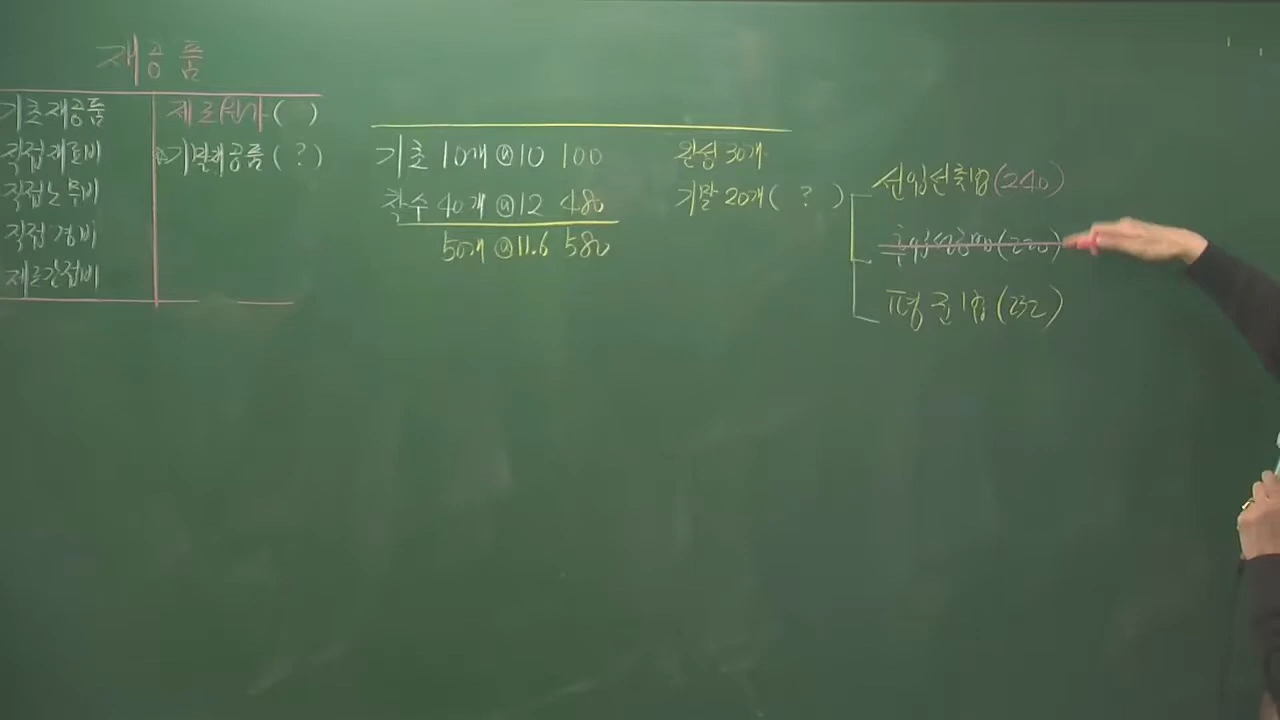 재공품
기초재공품
직접재료비
직접노무비
직접경비
제조간접비
제조원가 ( )
기말재공품 ( ? )
기초 10개 @10 100
착수 40개 @12 480
50개 @11.6 580
완성 30개
기말 20개 ( ? )
선입선출법 (240)
후입선출법 (220)
평균법 (232)